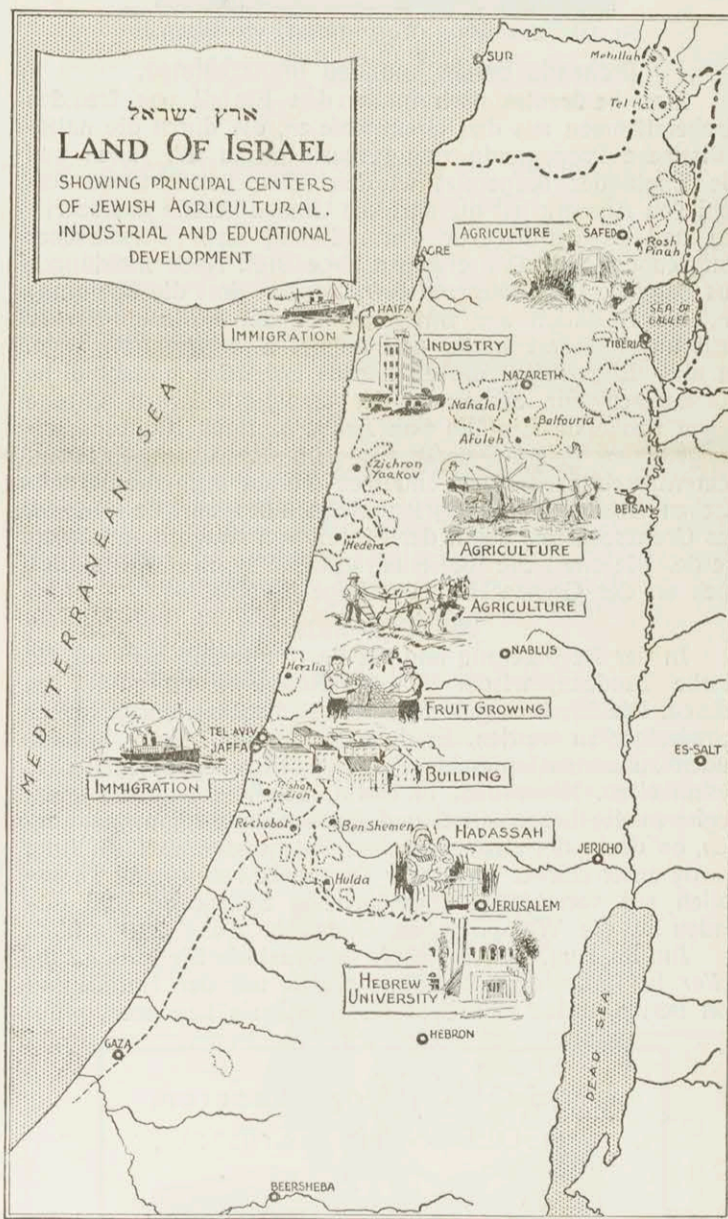 ארץ ישראל
LAND OF ISRAEL
SHOWING PRINCIPAL CENTERS
OF JEWISH AGRICULTURAL,
INDUSTRIAL AND EDUCATIONAL
DEVELOPMENT
SUR
Metullah
Tel Hai
AGRICULTURE
SAFED
Rosh
Pinah
ACRE
SEA OF
GALILEE
HAIFA
IMMIGRATION
INDUSTRY
TIBERIAS
NAZARETH
Nahalal
Balfouria
Afuleh
MEDITERRANEAN SEA
Zichron
Yaakov
BEISAN
Hedera
AGRICULTURE
AGRICULTURE
NABLUS
Herzlia
FRUIT GROWING
TEL AVIV
JAFFA
ES-SALT
IMMIGRATION
BUILDING
Rishon
le Zion
Rechobot
Ben Shemen
HADASSAH
JERICHO
Hulda
JERUSALEM
HEBREW
UNIVERSITY
HEBRON
GAZA
DEAD SEA
BEERSHEBA